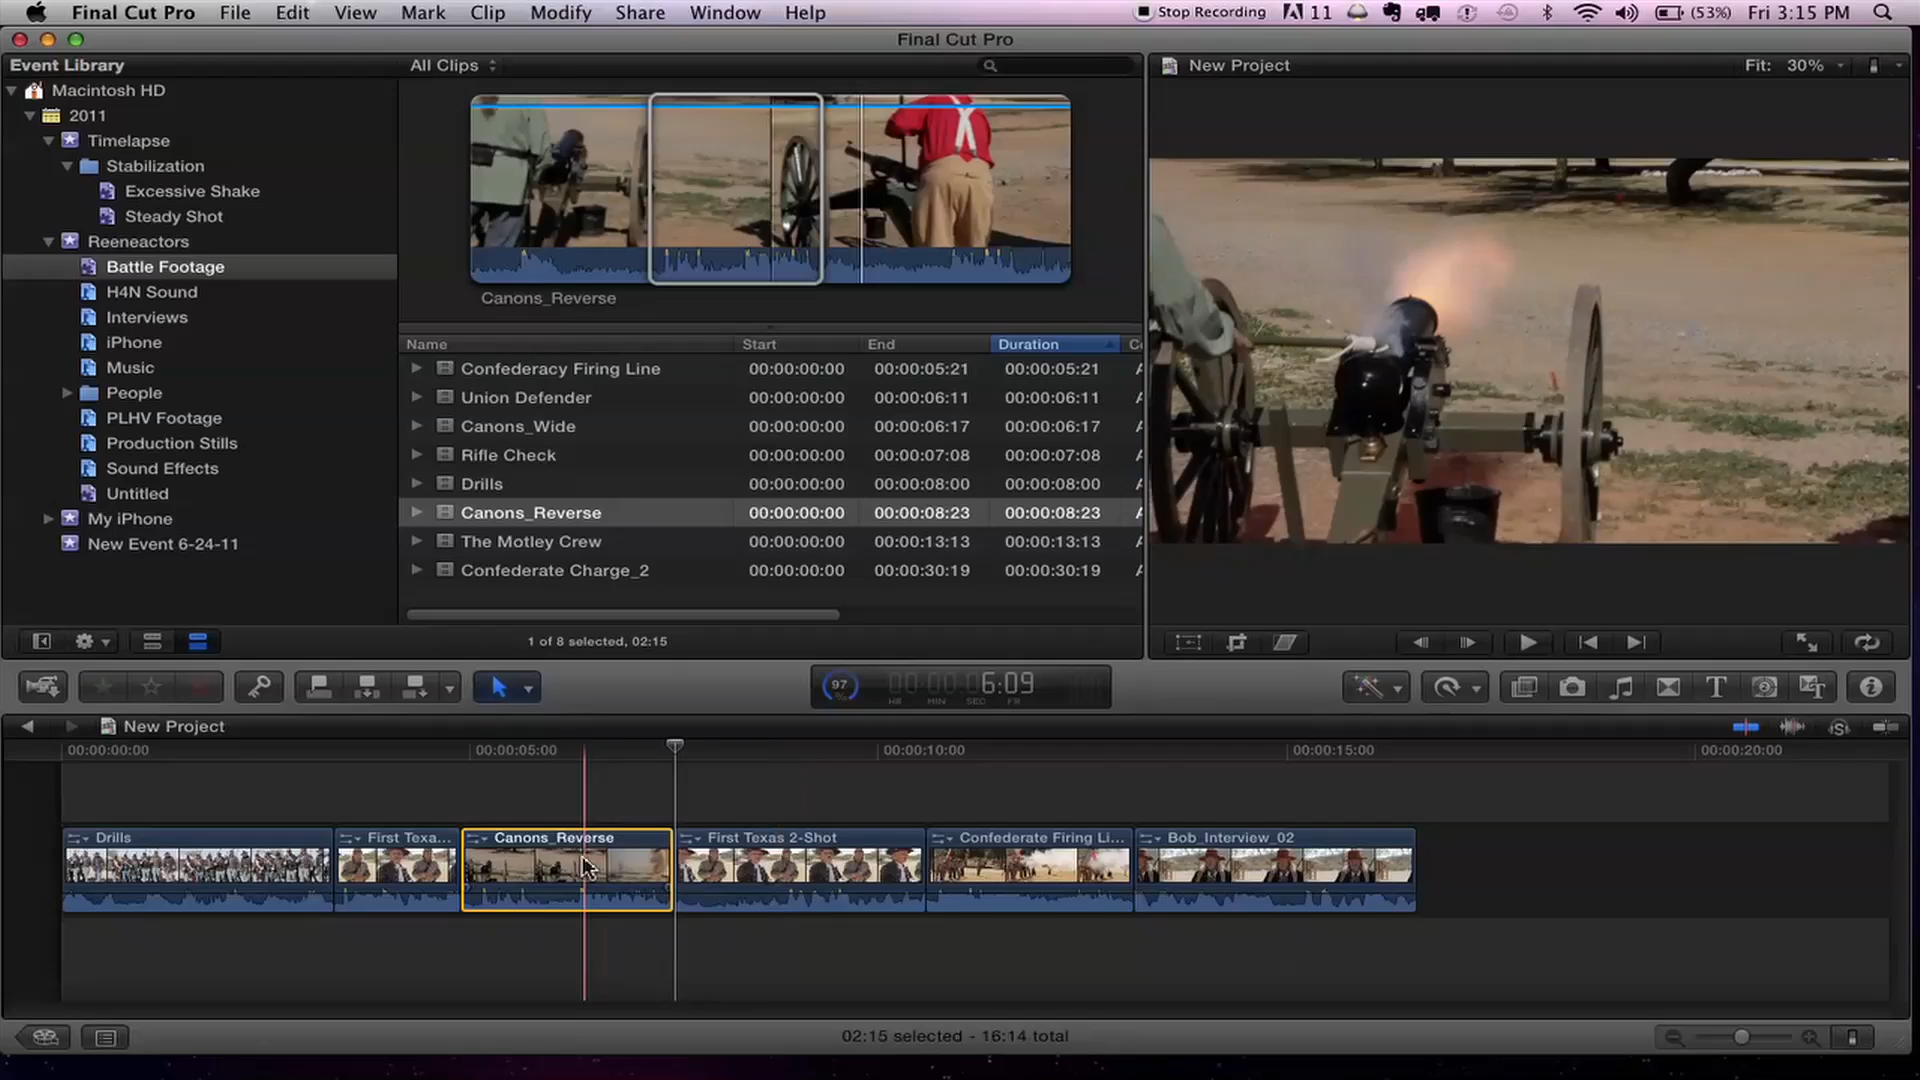 Final Cut Pro File Edit View Mark Clip Modify Share Window Help Stop Recording 11 (53%) Fri 3:15 PM
Final Cut Pro
Event Library
All Clips
New Project
Fit: 30%
Macintosh HD
2011
Timelapse
Stabilization
Excessive Shake
Steady Shot
Reeneactors
Battle Footage
H4N Sound
Interviews
iPhone
Music
People
PLHV Footage
Production Stills
Sound Effects
Untitled
My iPhone
New Event 6-24-11
Canons_Reverse
Name Start End Duration
Confederacy Firing Line 00:00:00:00 00:00:05:21 00:00:05:21
Union Defender 00:00:00:00 00:00:06:11 00:00:06:11
Canons_Wide 00:00:00:00 00:00:06:17 00:00:06:17
Rifle Check 00:00:00:00 00:00:07:08 00:00:07:08
Drills 00:00:00:00 00:00:08:00 00:00:08:00
Canons_Reverse 00:00:00:00 00:00:08:23 00:00:08:23
The Motley Crew 00:00:00:00 00:00:13:13 00:00:13:13
Confederate Charge_2 00:00:00:00 00:00:30:19 00:00:30:19
1 of 8 selected, 02:15
97 % 00:00:06:09
HR MIN SEC FR
New Project
00:00:00:00 00:00:05:00 00:00:10:00 00:00:15:00 00:00:20:00
Drills First Texa... Canons_Reverse First Texas 2-Shot Confederate Firing Li... Bob_Interview_02
02:15 selected - 16:14 total